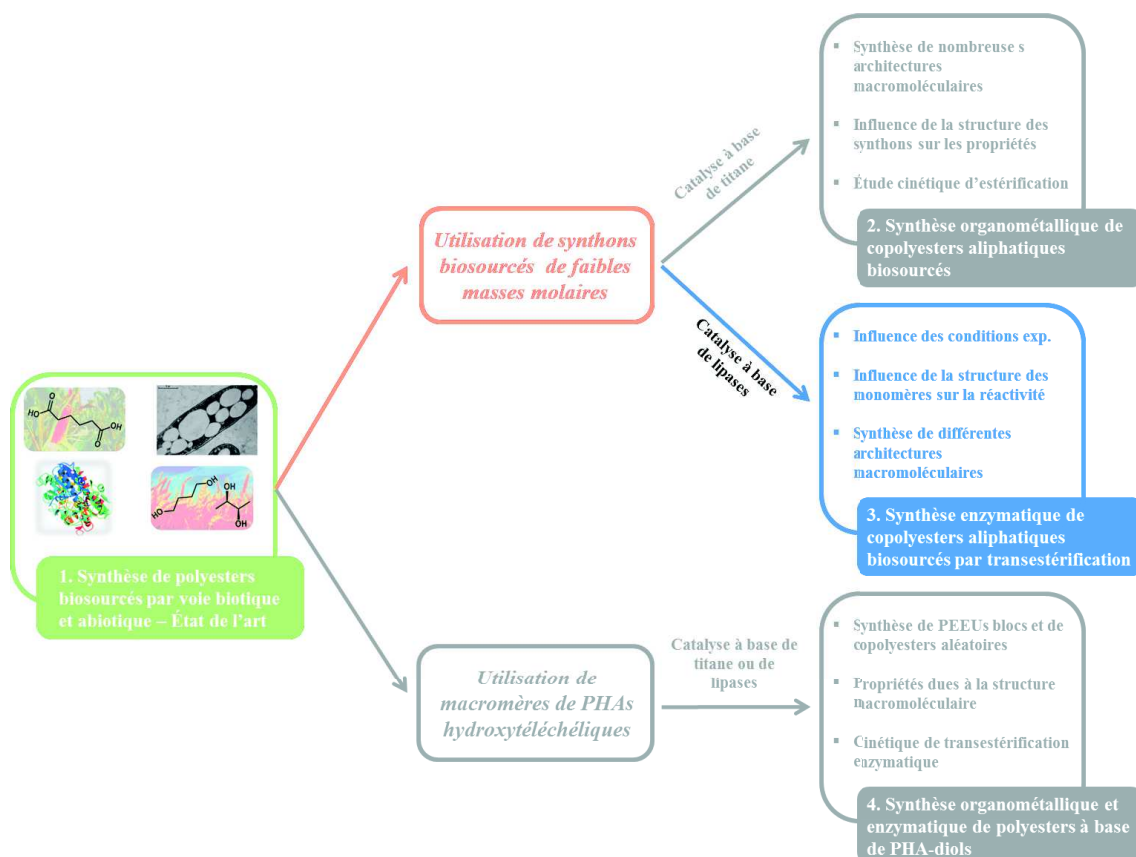 HO
O
O
OH
HO
OH
OH
OH
1. Synthèse de polyesters
biosourcés par voie biotique
et abiotique – État de l'art
Utilisation de synthons
biosourcés de faibles
masses molaires
Catalyse à base
de titane
Catalyse à base
de lipases
Synthèse de nombreuse s
architectures
macromoléculaires
Influence de la structure des
synthons sur les propriétés
Étude cinétique d'estérification
2. Synthèse organométallique de
copolyesters aliphatiques
biosourcés
Influence des conditions exp.
Influence de la structure des
monomères sur la réactivité
Synthèse de différentes
architectures
macromoléculaires
3. Synthèse enzymatique de
copolyesters aliphatiques
biosourcés par transestérification
Utilisation de
macromères de PHAs
hydroxytéléchéliques
Catalyse à base de
titane ou de
lipases
Synthèse de PEEUs blocs et de
copolyesters aléatoires
Propriétés dues à la structure
macromoléculaire
Cinétique de transestérification
enzymatique
4. Synthèse organométallique et
enzymatique de polyesters à base
de PHA-diols